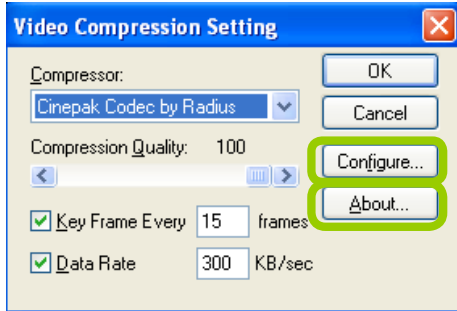 Video Compression Setting
Compressor:
Cinepak Codec by Radius
Compression Quality: 100
Key Frame Every 15 frames
Data Rate 300 KB/sec
OK
Cancel
Configure...
About...